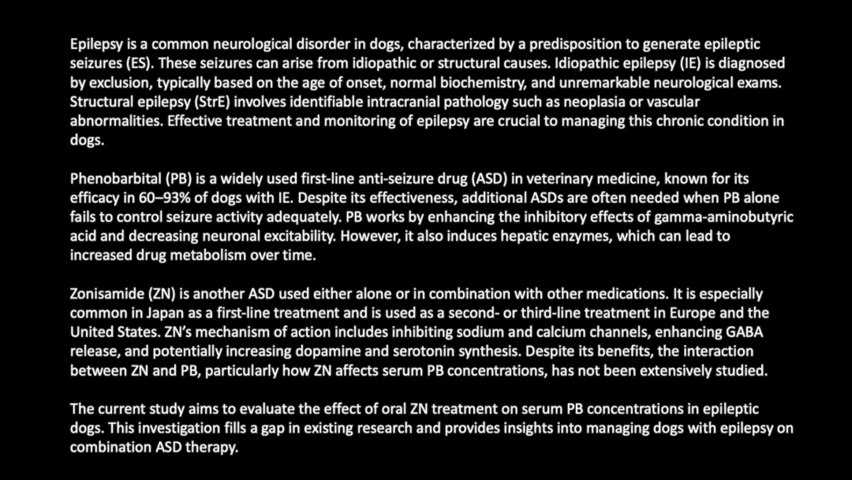 Epilepsy is a common neurological disorder in dogs, characterized by a predisposition to generate epileptic
seizures (ES). These seizures can arise from idiopathic or structural causes. Idiopathic epilepsy (IE) is diagnosed
by exclusion, typically based on the age of onset, normal biochemistry, and unremarkable neurological exams.
Structural epilepsy (StrE) involves identifiable intracranial pathology such as neoplasia or vascular
abnormalities. Effective treatment and monitoring of epilepsy are crucial to managing this chronic condition in
dogs.
Phenobarbital (PB) is a widely used first-line anti-seizure drug (ASD) in veterinary medicine, known for its
efficacy in 60–93% of dogs with IE. Despite its effectiveness, additional ASDs are often needed when PB alone
fails to control seizure activity adequately. PB works by enhancing the inhibitory effects of gamma-aminobutyric
acid and decreasing neuronal excitability. However, it also induces hepatic enzymes, which can lead to
increased drug metabolism over time.
Zonisamide (ZN) is another ASD used either alone or in combination with other medications. It is especially
common in Japan as a first-line treatment and is used as a second- or third-line treatment in Europe and the
United States. ZN’s mechanism of action includes inhibiting sodium and calcium channels, enhancing GABA
release, and potentially increasing dopamine and serotonin synthesis. Despite its benefits, the interaction
between ZN and PB, particularly how ZN affects serum PB concentrations, has not been extensively studied.
The current study aims to evaluate the effect of oral ZN treatment on serum PB concentrations in epileptic
dogs. This investigation fills a gap in existing research and provides insights into managing dogs with epilepsy on
combination ASD therapy.